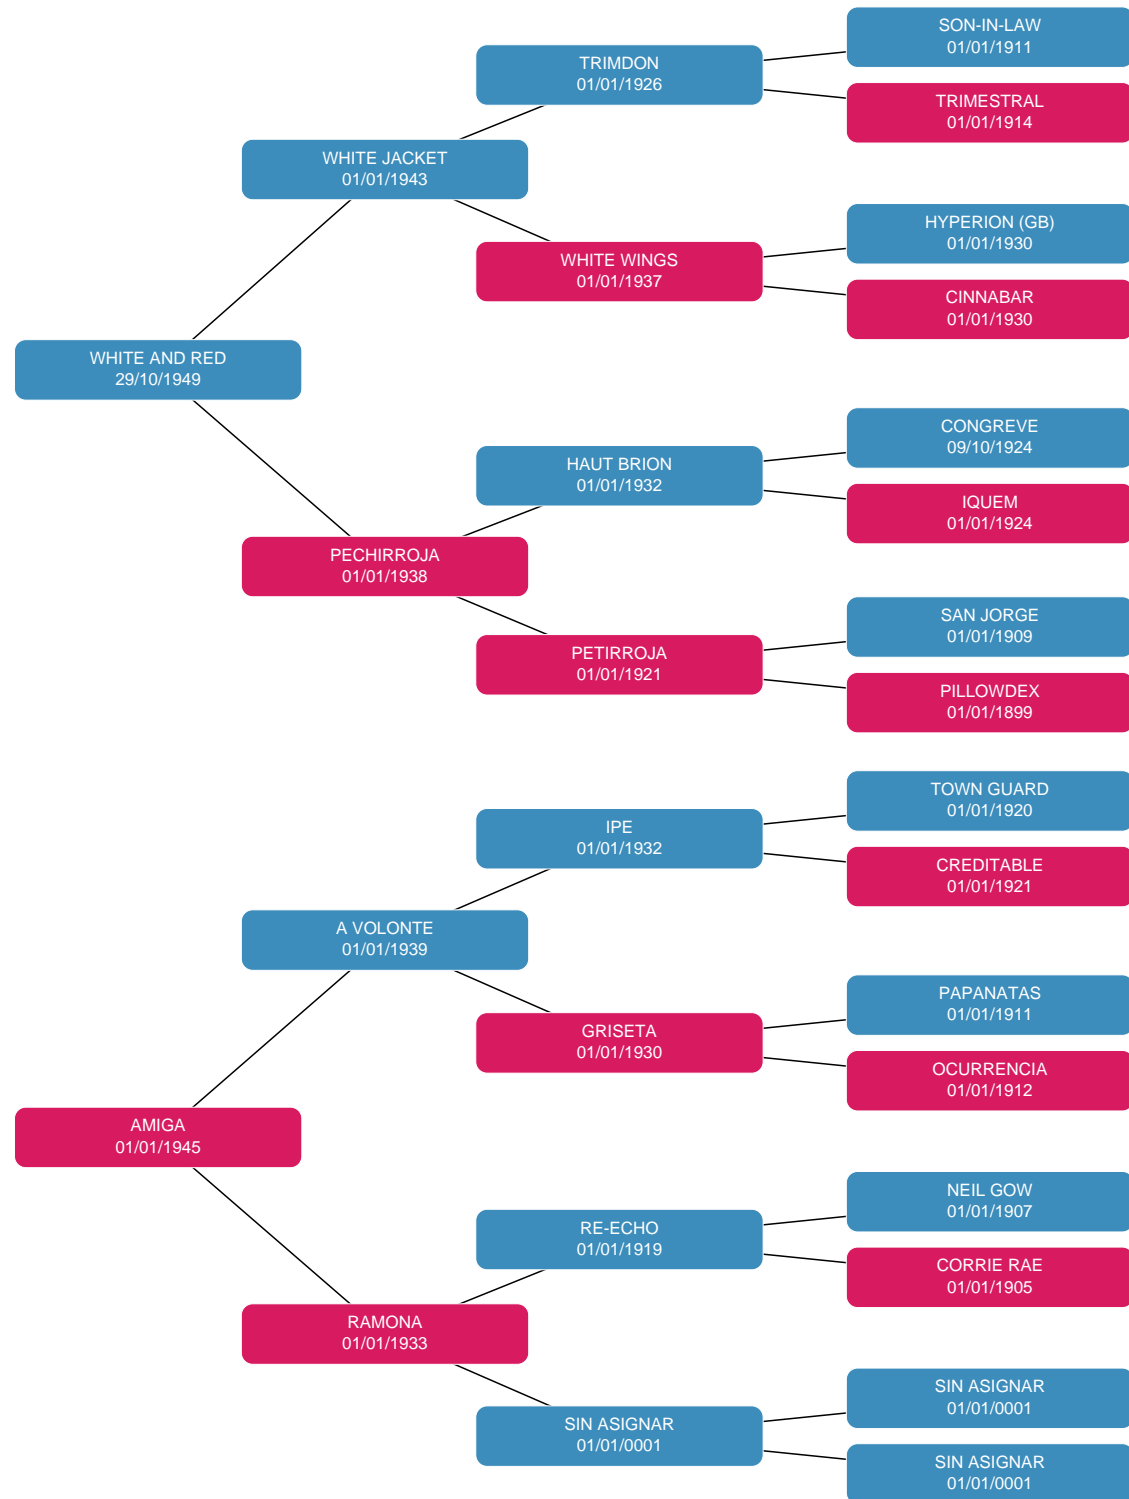 SON-IN-LAW
01/01/1911
TRIMDON
01/01/1926
TRIMESTRAL
01/01/1914
WHITE JACKET
01/01/1943
HYPERION (GB)
01/01/1930
WHITE WINGS
01/01/1937
CINNABAR
01/01/1930
WHITE AND RED
29/10/1949
CONGREVE
09/10/1924
HAUT BRION
01/01/1932
IQUEM
01/01/1924
PECHIRROJA
01/01/1938
SAN JORGE
01/01/1909
PETIRROJA
01/01/1921
PILLOWDEX
01/01/1899
TOWN GUARD
01/01/1920
IPE
01/01/1932
CREDITABLE
01/01/1921
A VOLONTE
01/01/1939
PAPANATAS
01/01/1911
GRISETA
01/01/1930
OCURRENCIA
01/01/1912
AMIGA
01/01/1945
NEIL GOW
01/01/1907
RE-ECHO
01/01/1919
CORRIE RAE
01/01/1905
RAMONA
01/01/1933
SIN ASIGNAR
01/01/0001
SIN ASIGNAR
01/01/0001
SIN ASIGNAR
01/01/0001